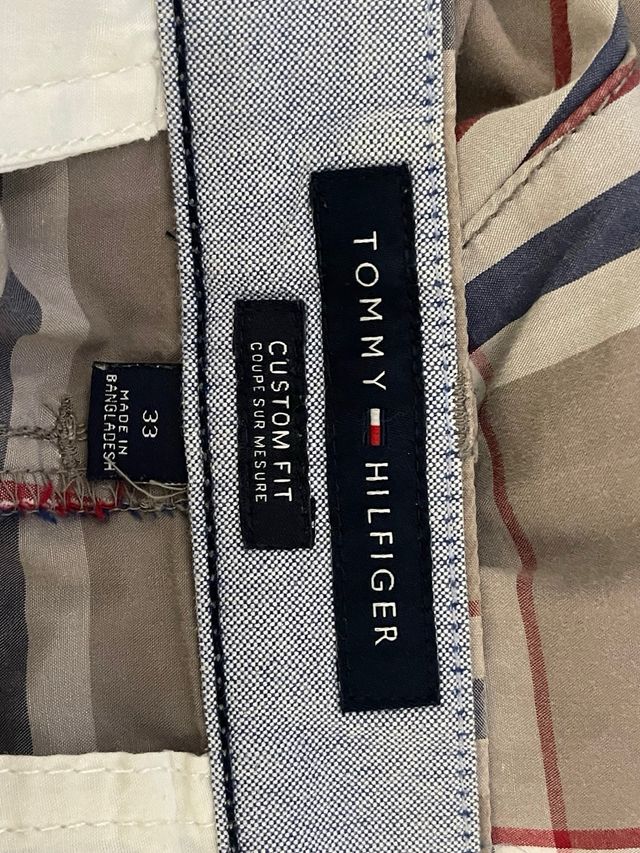 TOMMY HILFIGER
CUSTOM FIT
COUPE SUR MESURE
33
MADE IN
BANGLADESH